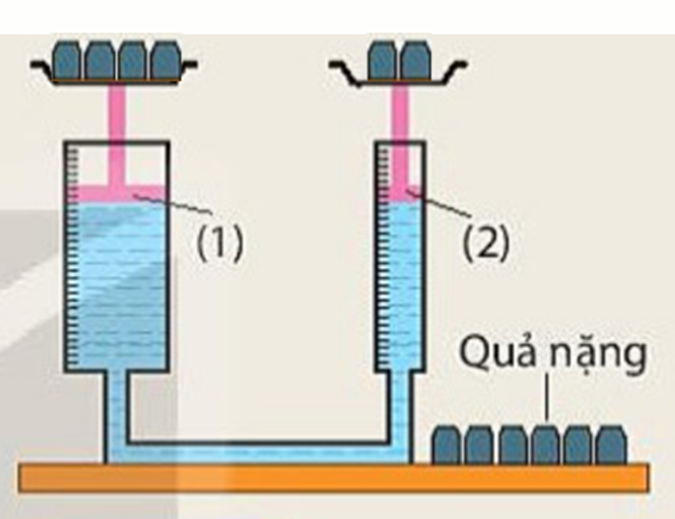 (1)
(2)
Quả nặng